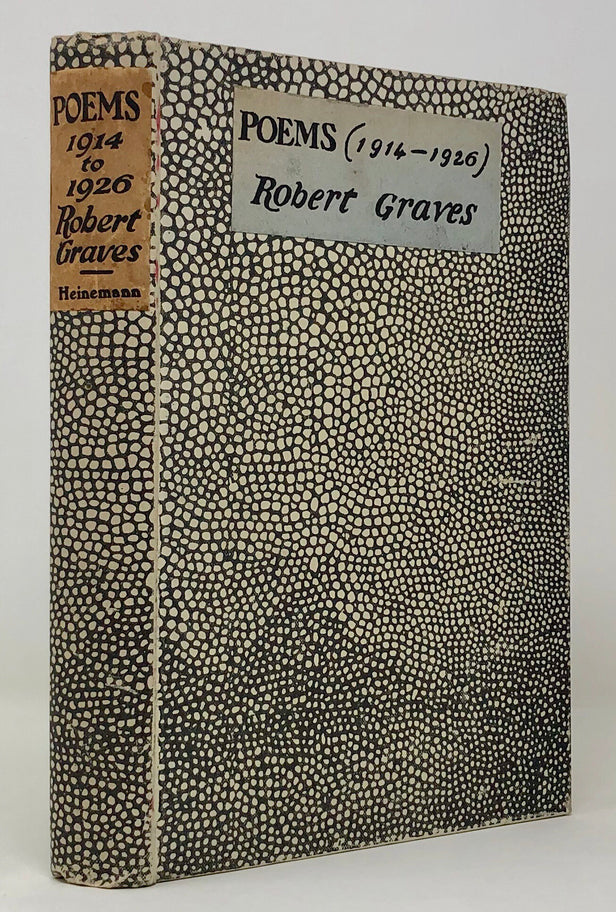 POEMS
1914
to
1926
Robert
Graves
Heinemann
POEMS (1914-1926)
Robert Graves